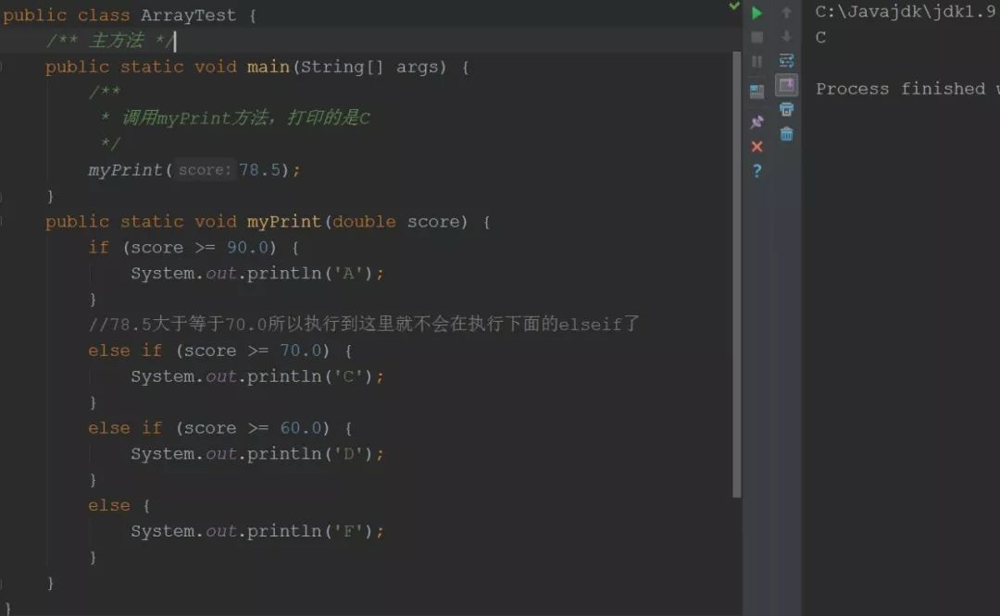 public class ArrayTest {
/** 主方法 */
public static void main(String[] args) {
/**
* 调用myPrint方法，打印的是C
*/
myPrint( score: 78.5);
}
public static void myPrint(double score) {
if (score >= 90.0) {
System.out.println('A');
}
//78.5大于等于70.0所以执行到这里就不会在执行下面的elseif了
else if (score >= 70.0) {
System.out.println('C');
}
else if (score >= 60.0) {
System.out.println('D');
}
else {
System.out.println('F');
}
}
}
C:\Javajdk\jdk1.9
C
Process finished w